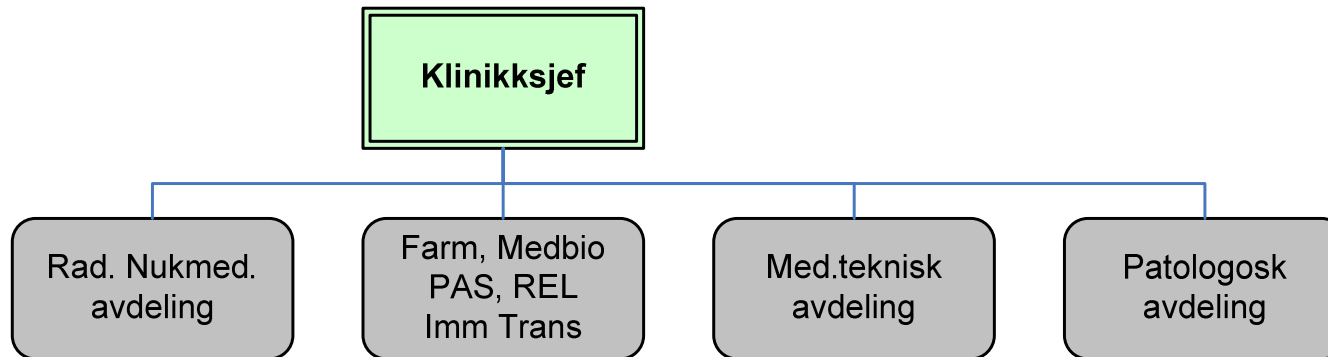 Klinikksjef
Rad. Nukmed.
avdeling
Farm, Medbio
PAS, REL
Imm Trans
Med.teknisk
avdeling
Patologosk
avdeling